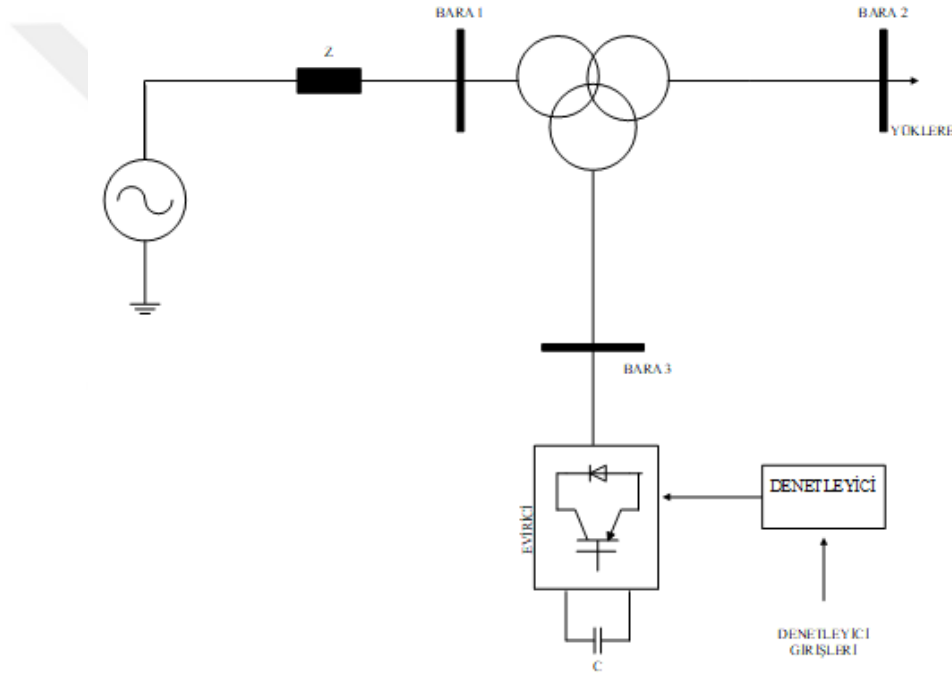 BARA 1
BARA 2
Z
YÜKLERE
BARA 3
EVİRİCİ
DENETLEYİCİ
C
DENETLEYİCİ
GİRİŞLERİ